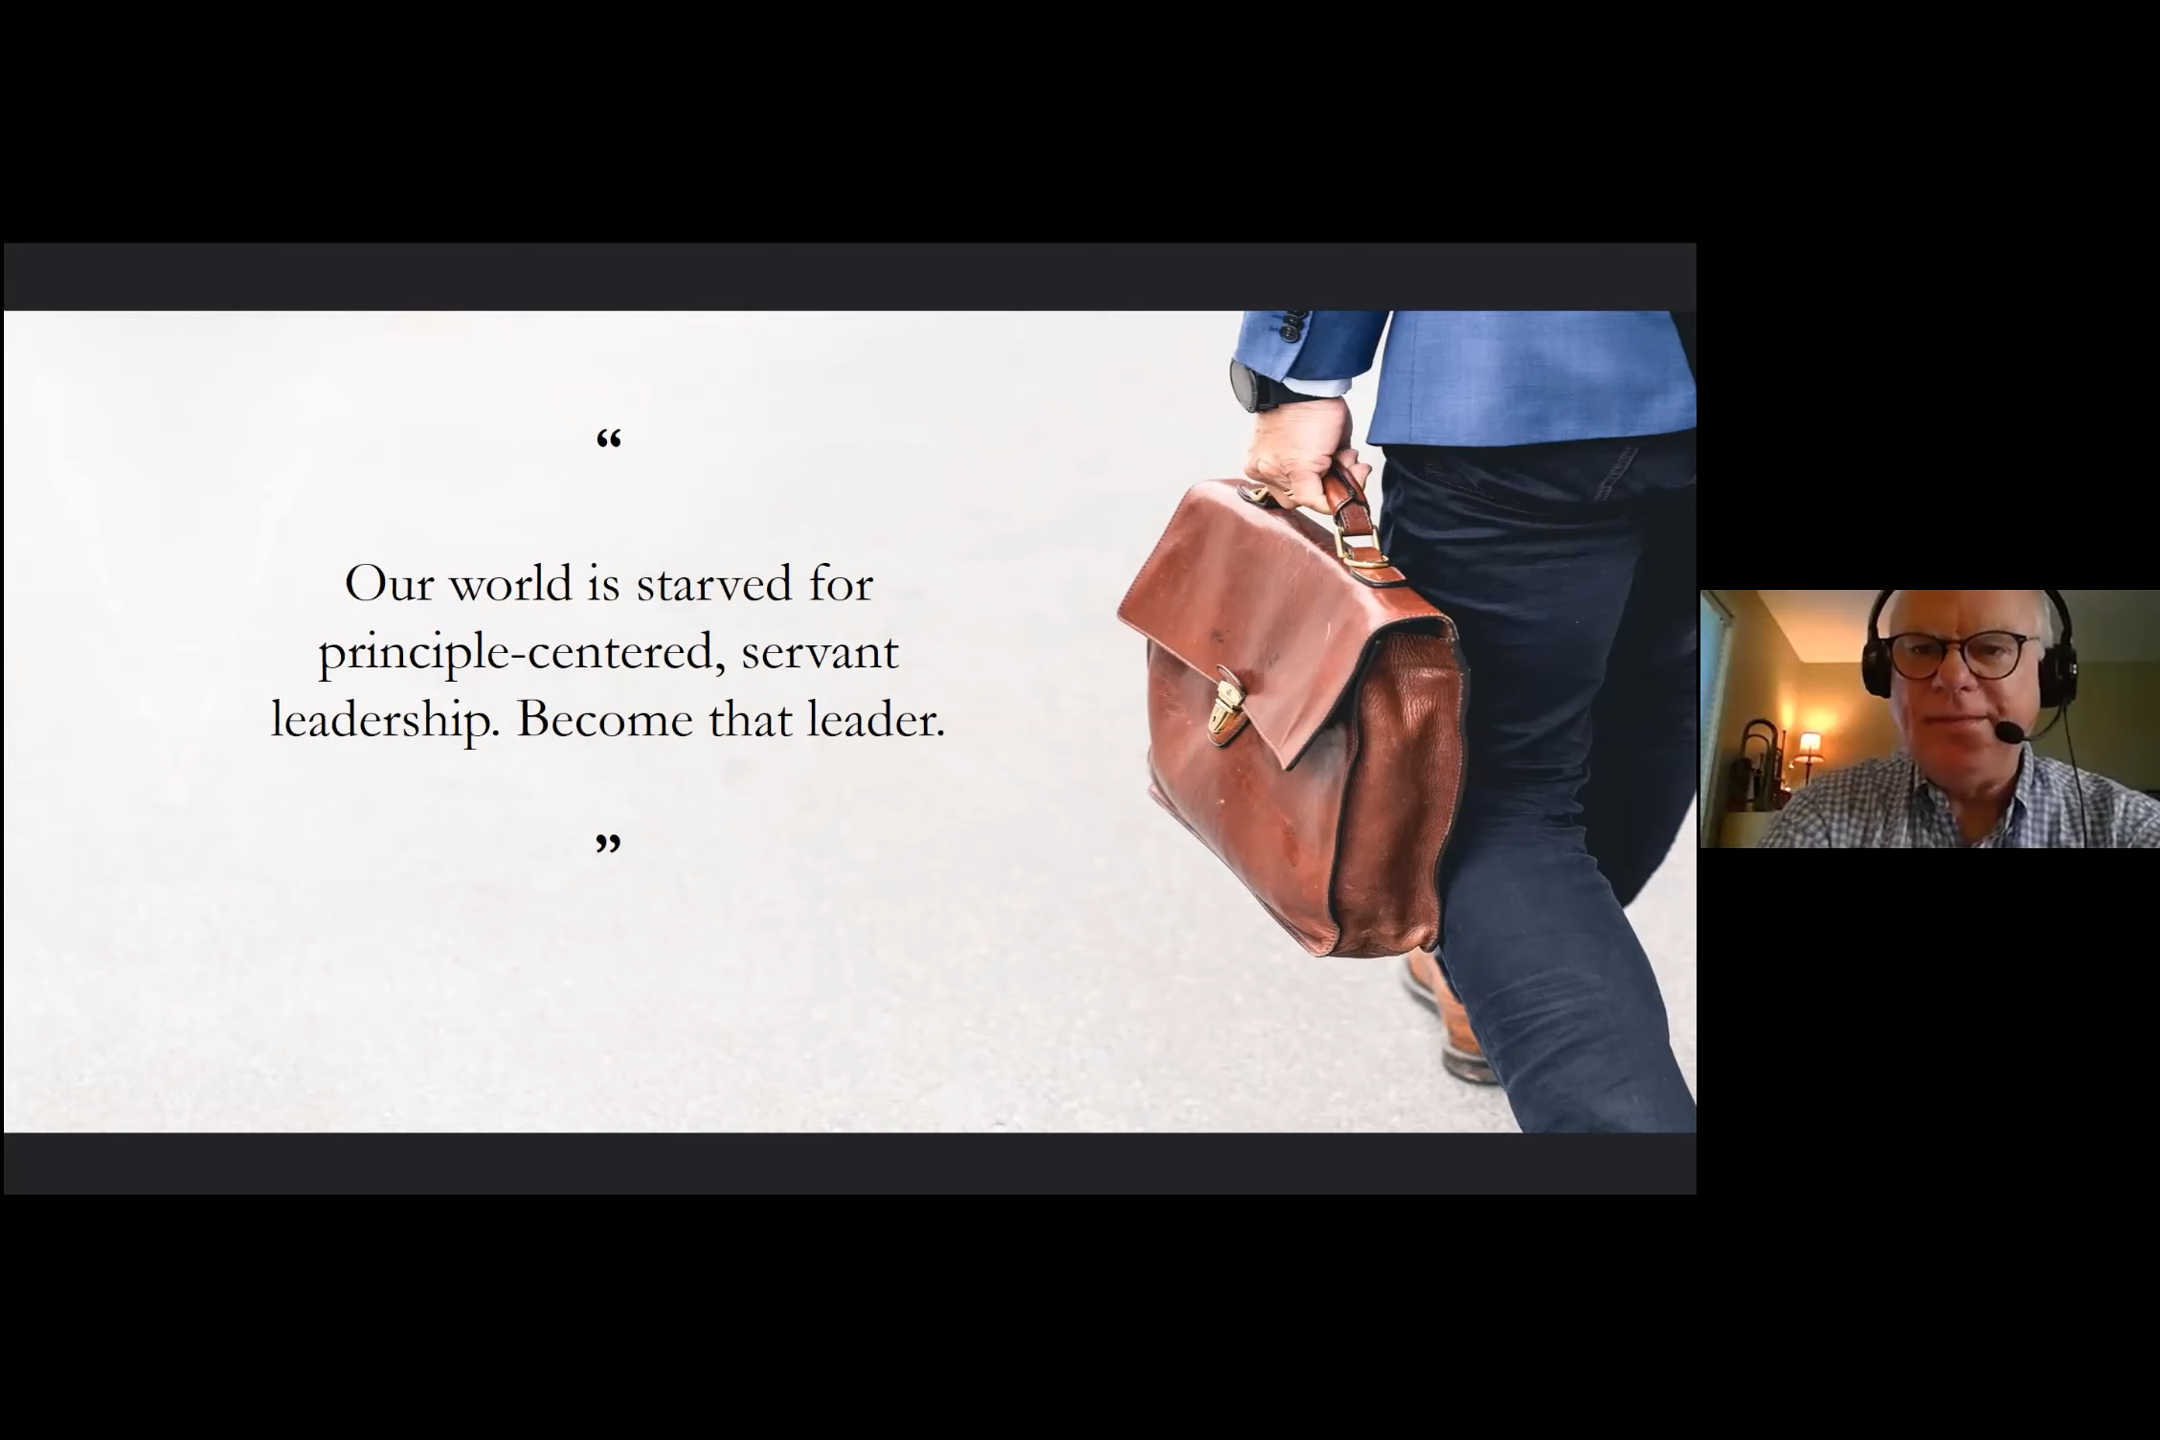 “
Our world is starved for
principle-centered, servant
leadership. Become that leader.
”